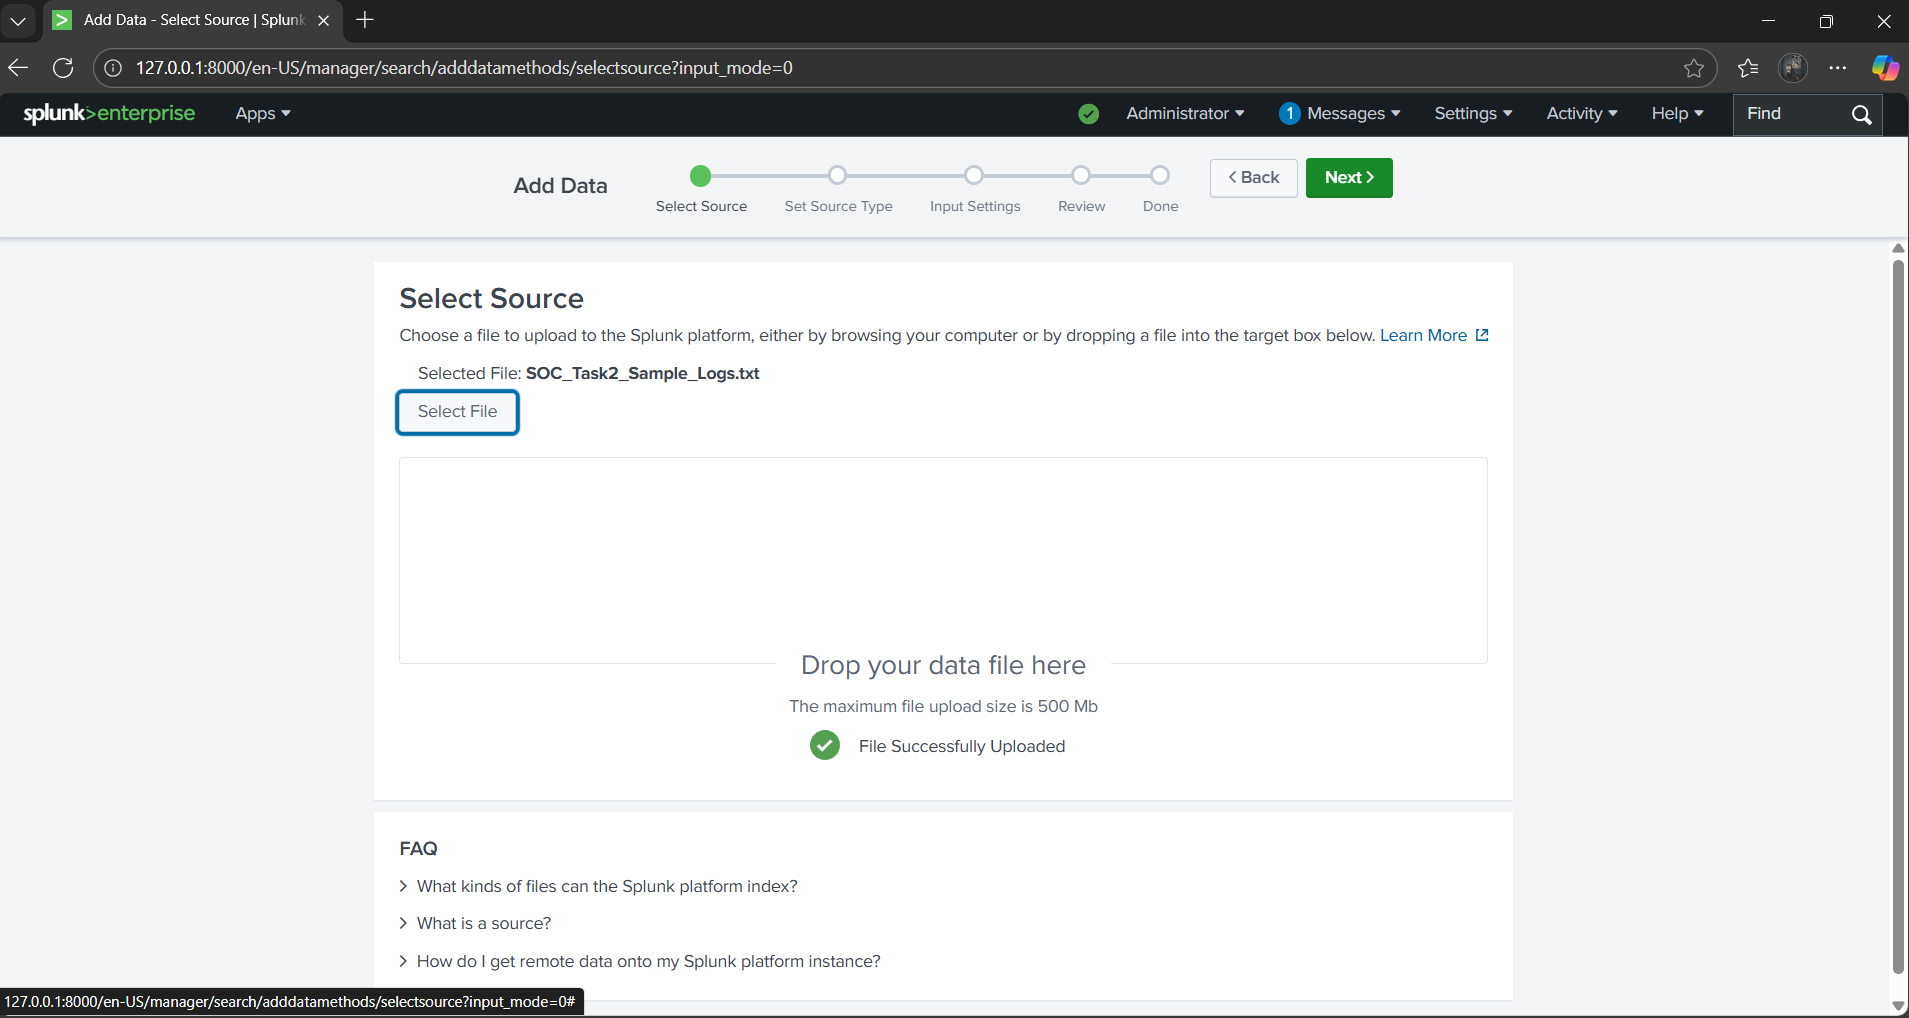 Add Data - Select Source | Splunk
127.0.0.1:8000/en-US/manager/search/adddatamethods/selectsource?input_mode=0
splunk>enterprise Apps Administrator 1 Messages Settings Activity Help Find
Add Data
Select Source Set Source Type Input Settings Review Done
< Back Next >
Select Source
Choose a file to upload to the Splunk platform, either by browsing your computer or by dropping a file into the target box below. Learn More
Selected File: SOC_Task2_Sample_Logs.txt
Select File
Drop your data file here
The maximum file upload size is 500 Mb
File Successfully Uploaded
FAQ
> What kinds of files can the Splunk platform index?
> What is a source?
> How do I get remote data onto my Splunk platform instance?
127.0.0.1:8000/en-US/manager/search/adddatamethods/selectsource?input_mode=0#